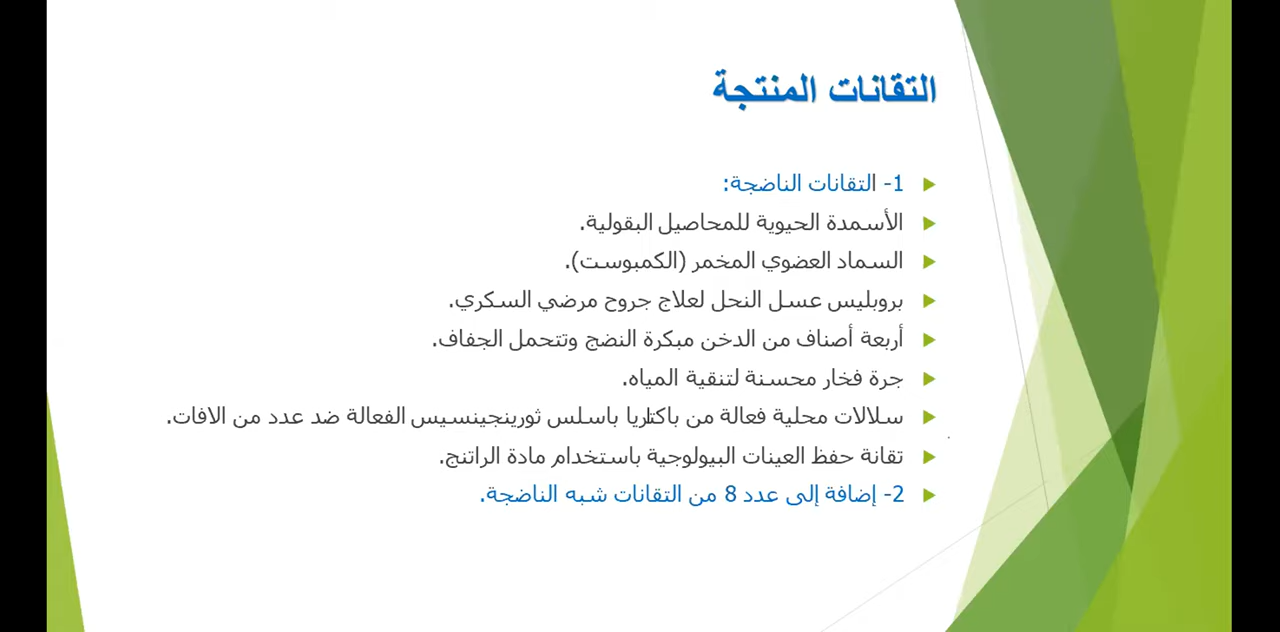 التقانات المنتجة
1- التقانات الناضجة:
الأسمدة الحيوية للمحاصيل البقولية.
السماد العضوي المخمر (الكمبوست).
بروبليس عسل النحل لعلاج جروح مرضي السكري.
أربعة أصناف من الدخن مبكرة النضج وتتحمل الجفاف.
جرة فخار محسنة لتنقية المياه.
سلالات محلية فعالة من باكتريا باسلس ثورينجينسيس الفعالة ضد عدد من الافات.
تقانة حفظ العينات البيولوجية باستخدام مادة الراتنج.
2- إضافة إلى عدد 8 من التقانات شبه الناضجة.